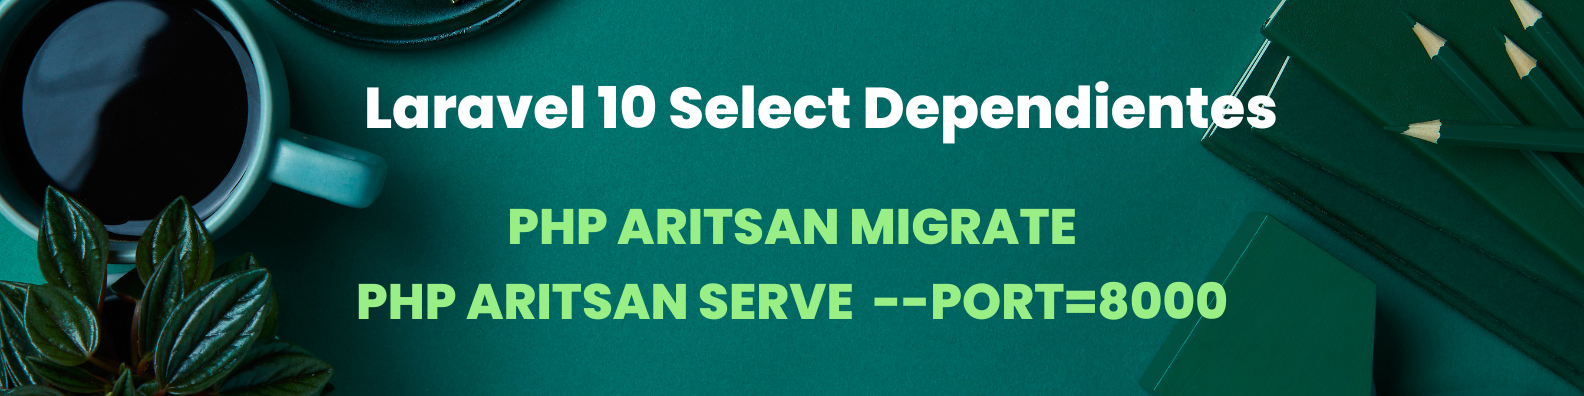 Laravel 10 Select Dependientes
PHP ARITSAN MIGRATE
PHP ARITSAN SERVE --PORT=8000